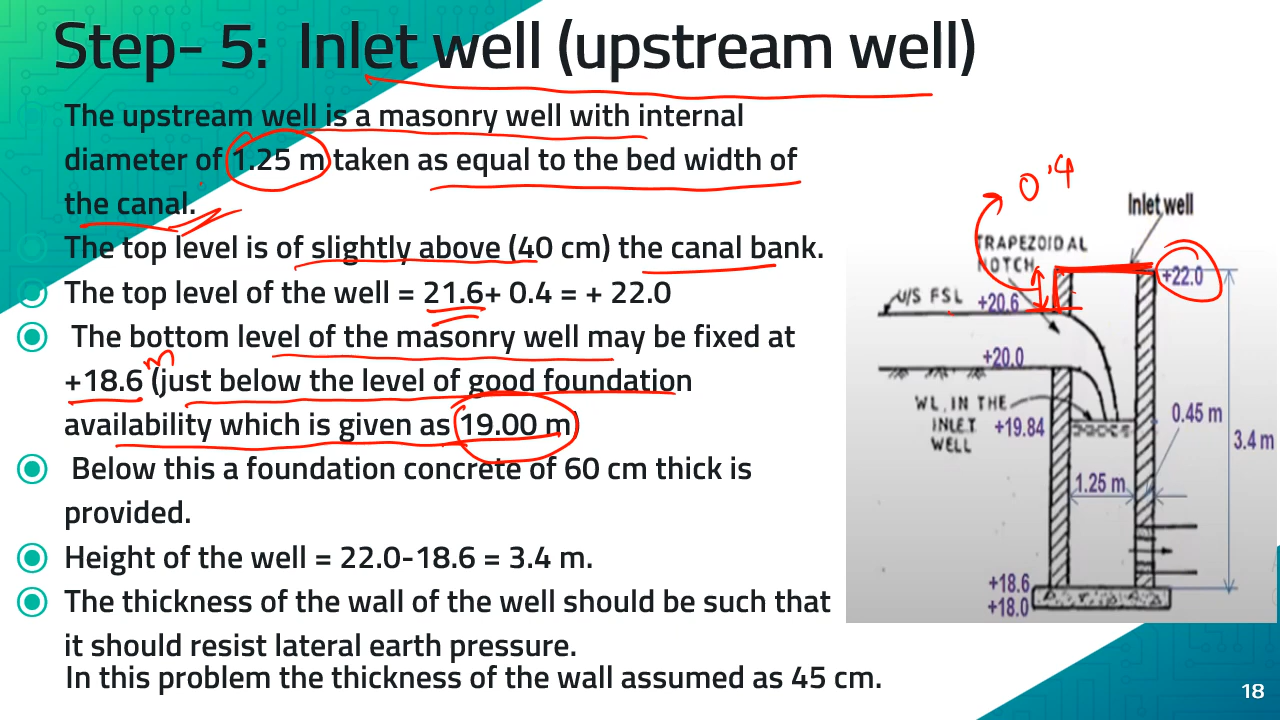 Step- 5: Inlet well (upstream well)
The upstream well is a masonry well with internal
diameter of 1.25 m taken as equal to the bed width of
the canal.
The top level is of slightly above (40 cm) the canal bank.
The top level of the well = 21.6+ 0.4 = + 22.0
The bottom level of the masonry well may be fixed at
+18.6 m (just below the level of good foundation
availability which is given as 19.00 m)
Below this a foundation concrete of 60 cm thick is
provided.
Height of the well = 22.0-18.6 = 3.4 m.
The thickness of the wall of the well should be such that
it should resist lateral earth pressure.
In this problem the thickness of the wall assumed as 45 cm.
0.4
Inlet well
TRAPEZOIDAL
NOTCH
+22.0
U/S FSL
+20.6
+20.0
WL, IN THE
INLET
WELL
+19.84
0.45 m
3.4 m
1.25 m
+18.6
+18.0
18